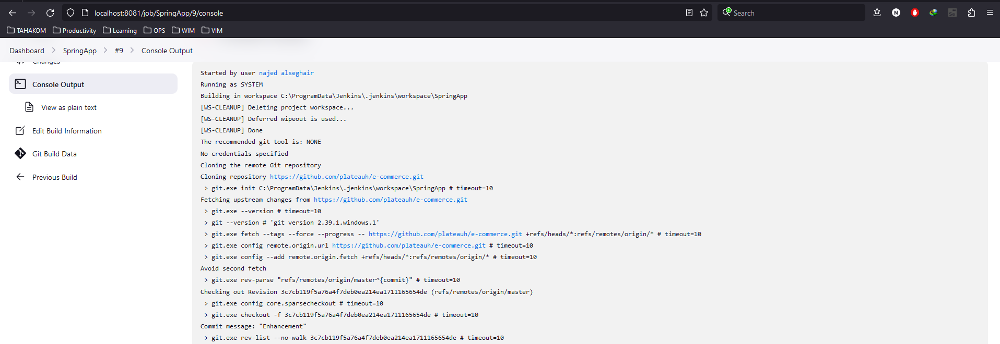 localhost:8081/job/SpringApp/9/console
Search
TAHAKOM Productivity Learning OPS WIM VIM
Dashboard SpringApp #9 Console Output
Changes
Console Output
View as plain text
Edit Build Information
Git Build Data
Previous Build
Started by user najed alseghair
Running as SYSTEM
Building in workspace C:\ProgramData\Jenkins\.jenkins\workspace\SpringApp
[WS-CLEANUP] Deleting project workspace...
[WS-CLEANUP] Deferred wipeout is used...
[WS-CLEANUP] Done
The recommended git tool is: NONE
No credentials specified
Cloning the remote Git repository
Cloning repository https://github.com/plateauh/e-commerce.git
> git.exe init C:\ProgramData\Jenkins\.jenkins\workspace\SpringApp # timeout=10
Fetching upstream changes from https://github.com/plateauh/e-commerce.git
> git.exe --version # timeout=10
> git --version # 'git version 2.39.1.windows.1'
> git.exe fetch --tags --force --progress -- https://github.com/plateauh/e-commerce.git +refs/heads/*:refs/remotes/origin/* # timeout=10
> git.exe config remote.origin.url https://github.com/plateauh/e-commerce.git # timeout=10
> git.exe config --add remote.origin.fetch +refs/heads/*:refs/remotes/origin/* # timeout=10
Avoid second fetch
> git.exe rev-parse "refs/remotes/origin/master^{commit}" # timeout=10
Checking out Revision 3c7cb119f5a76a4f7deb0ea214ea1711165654de (refs/remotes/origin/master)
> git.exe config core.sparsecheckout # timeout=10
> git.exe checkout -f 3c7cb119f5a76a4f7deb0ea214ea1711165654de # timeout=10
Commit message: "Enhancement"
> git.exe rev-list --no-walk 3c7cb119f5a76a4f7deb0ea214ea1711165654de # timeout=10